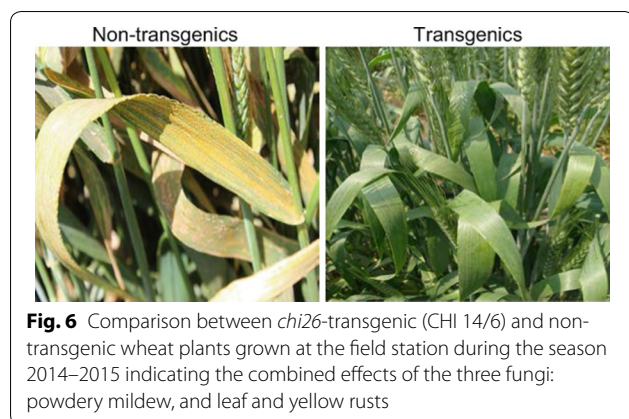 Non-transgenics
Transgenics
Fig. 6 Comparison between chi26-transgenic (CHI 14/6) and non-
transgenic wheat plants grown at the field station during the season
2014–2015 indicating the combined effects of the three fungi:
powdery mildew, and leaf and yellow rusts